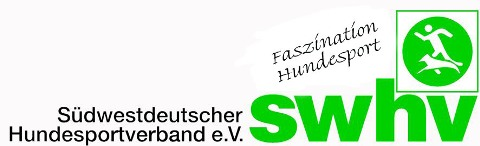 Faszination
Hundesport
Südwestdeutscher
Hundesportverband e.V.
swhv